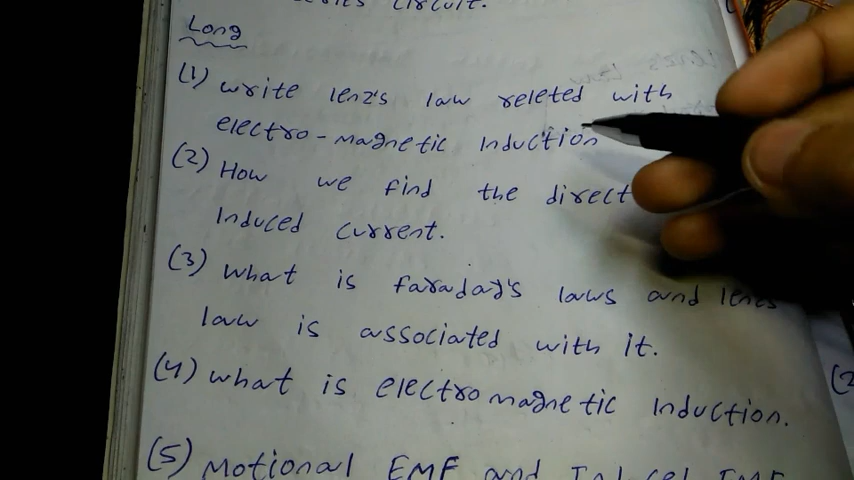 circuit.
Long
(1) write lenz's law releted with
electro-magnetic Induction
(2) How we find the direct
Induced current.
(3) What is faraday's laws and lenz's
law is associated with it.
(4) what is electromagnetic Induction.
(5) Motional EMF and